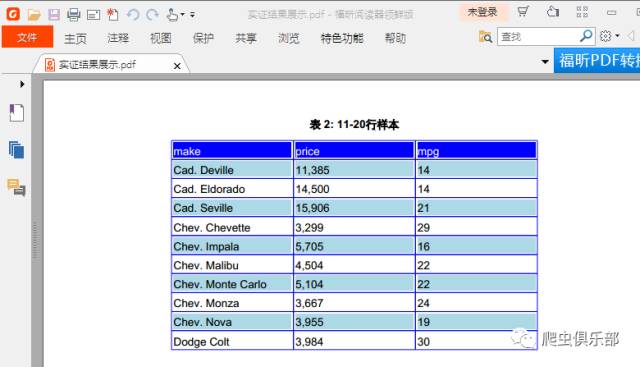 实证结果展示.pdf - 福昕阅读器领鲜版
未登录
文件 主页 注释 视图 保护 共享 浏览 特色功能 查找
实证结果展示.pdf
福昕PDF转换
表 2: 11-20行样本
make price mpg
Cad. Deville 11,385 14
Cad. Eldorado 14,500 14
Cad. Seville 15,906 21
Chev. Chevette 3,299 29
Chev. Impala 5,705 16
Chev. Malibu 4,504 22
Chev. Monte Carlo 5,104 22
Chev. Monza 3,667 24
Chev. Nova 3,955 19
Dodge Colt 3,984 30
爬虫俱乐部